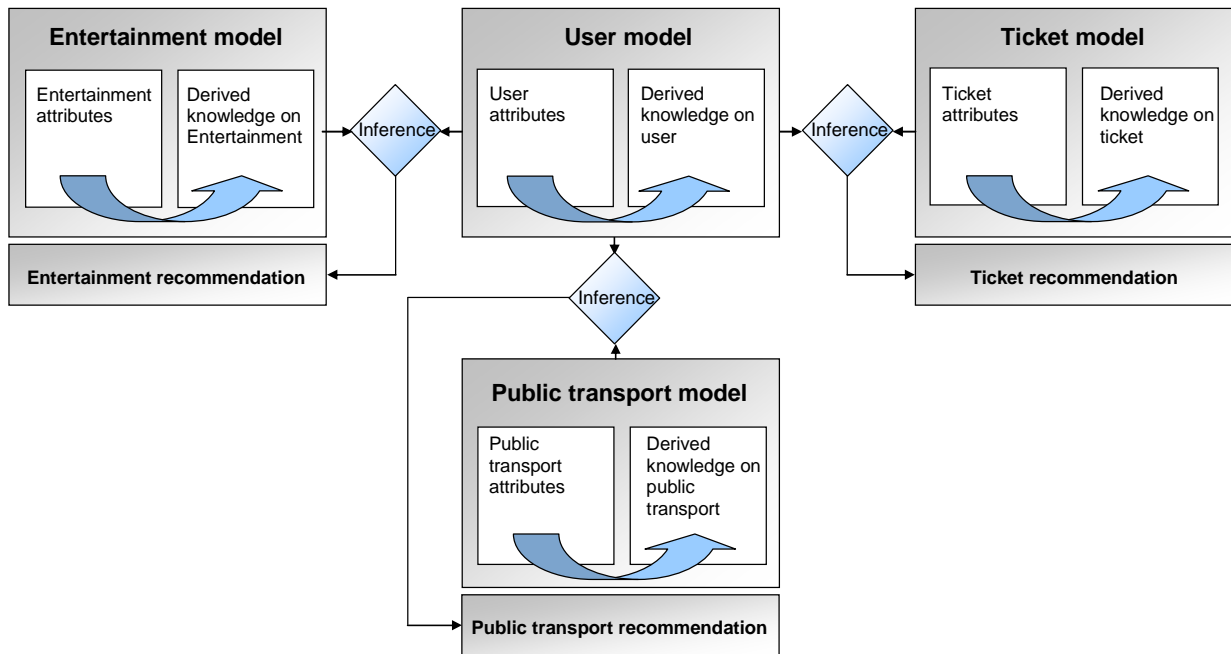 Entertainment model
Entertainment
attributes
Derived
knowledge on
Entertainment
Inference
User model
User
attributes
Derived
knowledge on
user
Inference
Ticket model
Ticket
attributes
Derived
knowledge on
ticket
Entertainment recommendation
Inference
Ticket recommendation
Public transport model
Public
transport
attributes
Derived
knowledge on
public
transport
Public transport recommendation